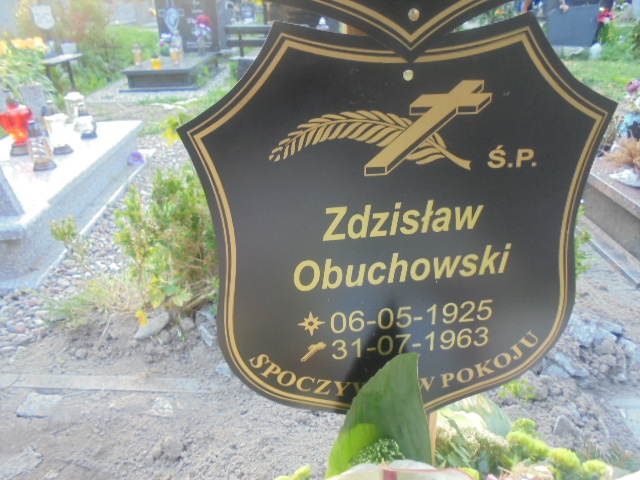 Ś.P.
Zdzisław
Obuchowski
06-05-1925
31-07-1963
W POKOJU